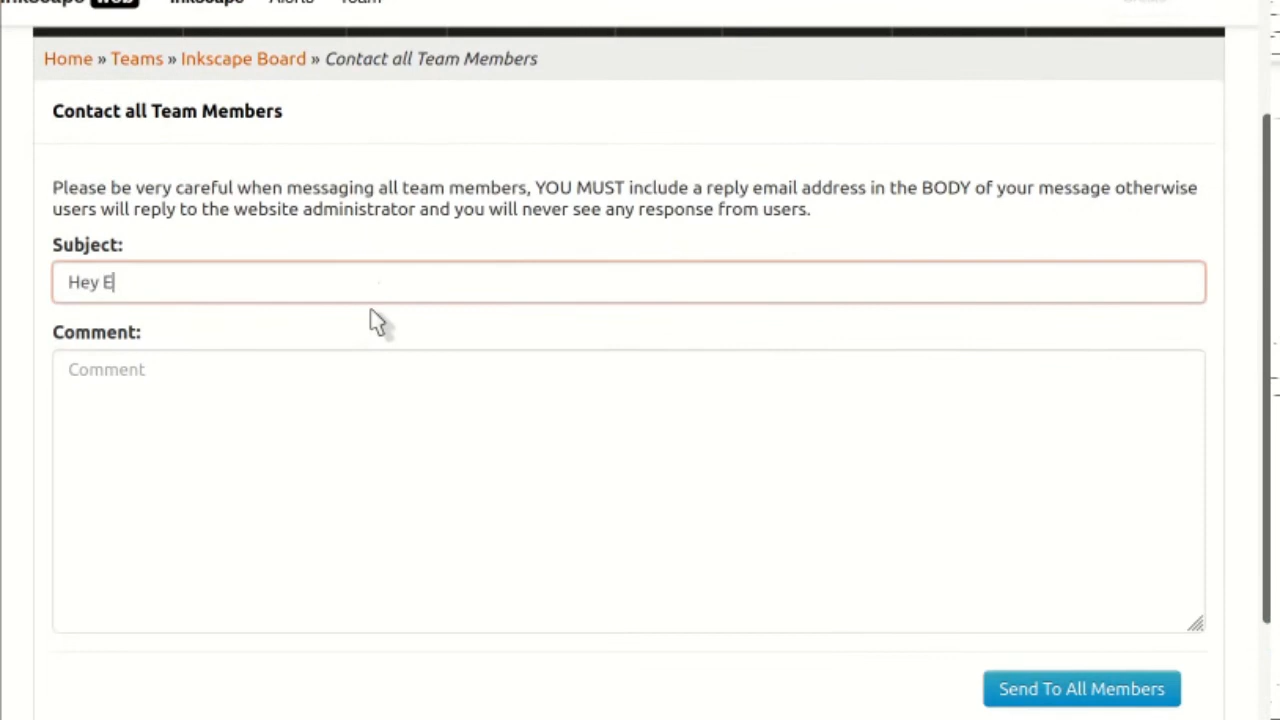 Home » Teams » Inkscape Board » Contact all Team Members
Contact all Team Members
Please be very careful when messaging all team members, YOU MUST include a reply email address in the BODY of your message otherwise
users will reply to the website administrator and you will never see any response from users.
Subject:
Hey E
Comment:
Comment
Send To All Members